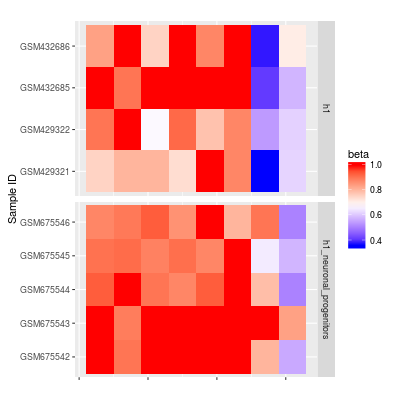 Sample ID
GSM432686
GSM432685
GSM429322
GSM429321
h1
GSM675546
GSM675545
GSM675544
GSM675543
GSM675542
h1_neuronal_progenitors
beta
1.0
0.8
0.6
0.4